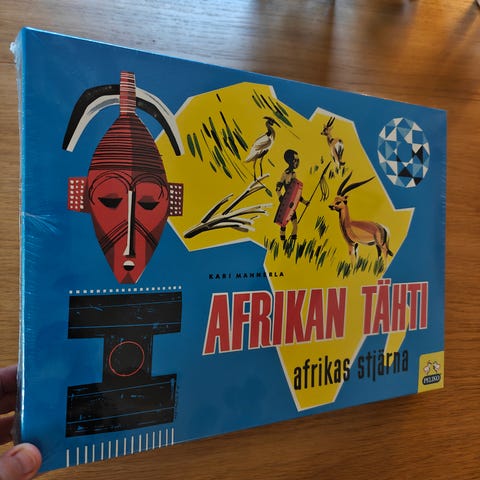 KARI MANNERLA
AFRIKAN TÄHTI
afrikas stjärna
PELIKO